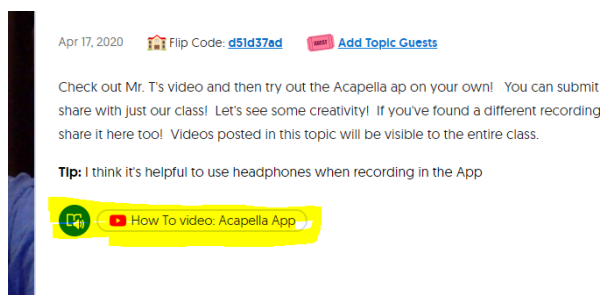 Apr 17, 2020 Flip Code: d51d37ad GUEST Add Topic Guests
Check out Mr. T's video and then try out the Acapella ap on your own! You can submit
share with just our class! Let's see some creativity! If you've found a different recording
share it here too! Videos posted in this topic will be visible to the entire class.
Tip: I think it's helpful to use headphones when recording in the App
How To video: Acapella App